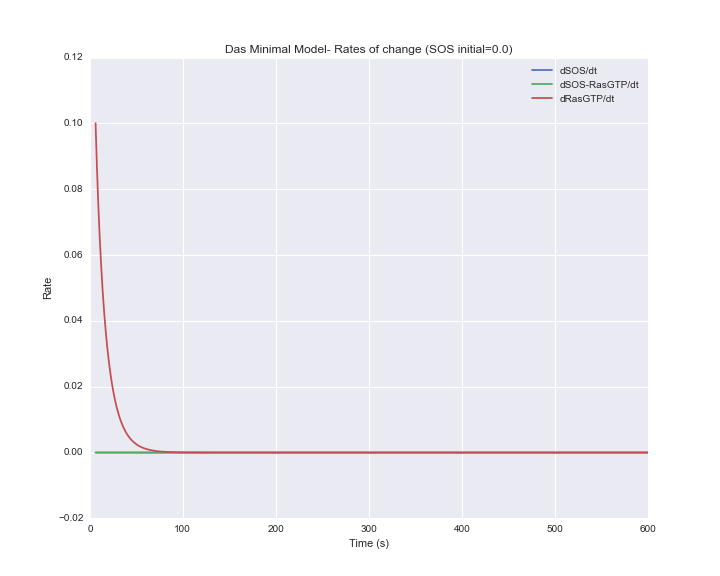 Das Minimal Model- Rates of change (SOS initial=0.0)
dSOS/dt
dSOS-RasGTP/dt
dRasGTP/dt
0.12
0.10
0.08
0.06
0.04
0.02
0.00
−0.02
Rate
0 100 200 300 400 500 600
Time (s)